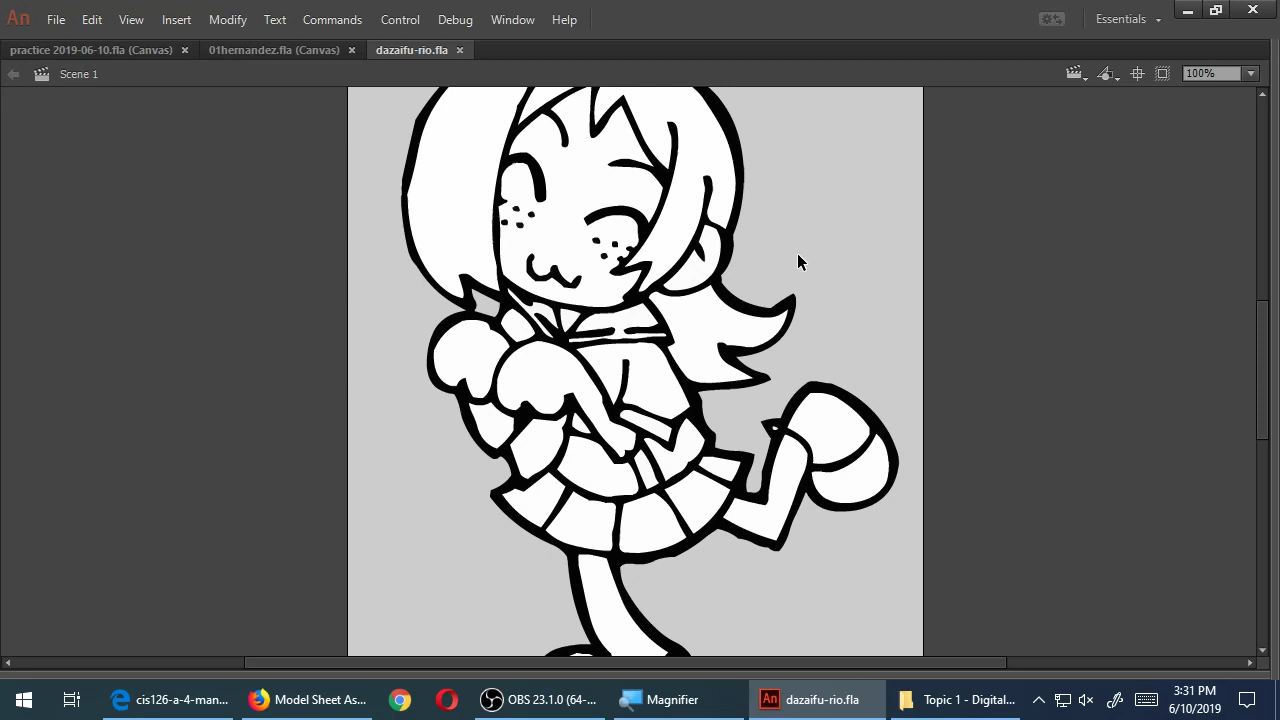 An File Edit View Insert Modify Text Commands Control Debug Window Help Essentials
practice 2019-06-10.fla (Canvas) × 01hernandez.fla (Canvas) × dazaifu-rio.fla ×
Scene 1 100%
cis126-a-4-man... Model Sheet As... OBS 23.1.0 (64-... Magnifier An dazaifu-rio.fla Topic 1 - Digital... 3:31 PM
6/10/2019